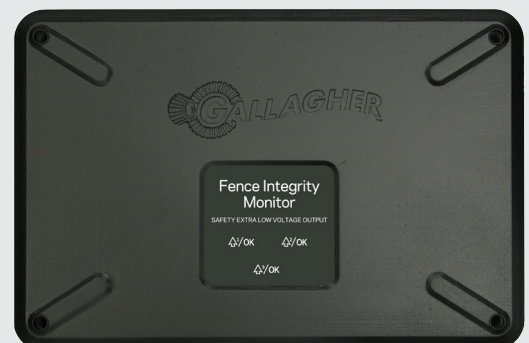 GALLAGHER
Fence Integrity
Monitor
SAFETY EXTRA LOW VOLTAGE OUTPUT
/OK /OK
/OK